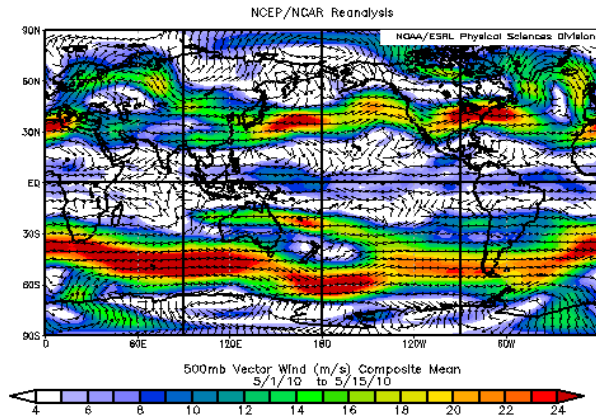 NCEP/NCAR Reanalysis
NOAA/ESRL Physical Sciences Division
90N
60N
30N
EQ
30S
60S
90S
0 60E 120E 180 120W 60W
500mb Vector Wind (m/s) Composite Mean
5/1/10 to 5/15/10
4 6 8 10 12 14 16 18 20 22 24